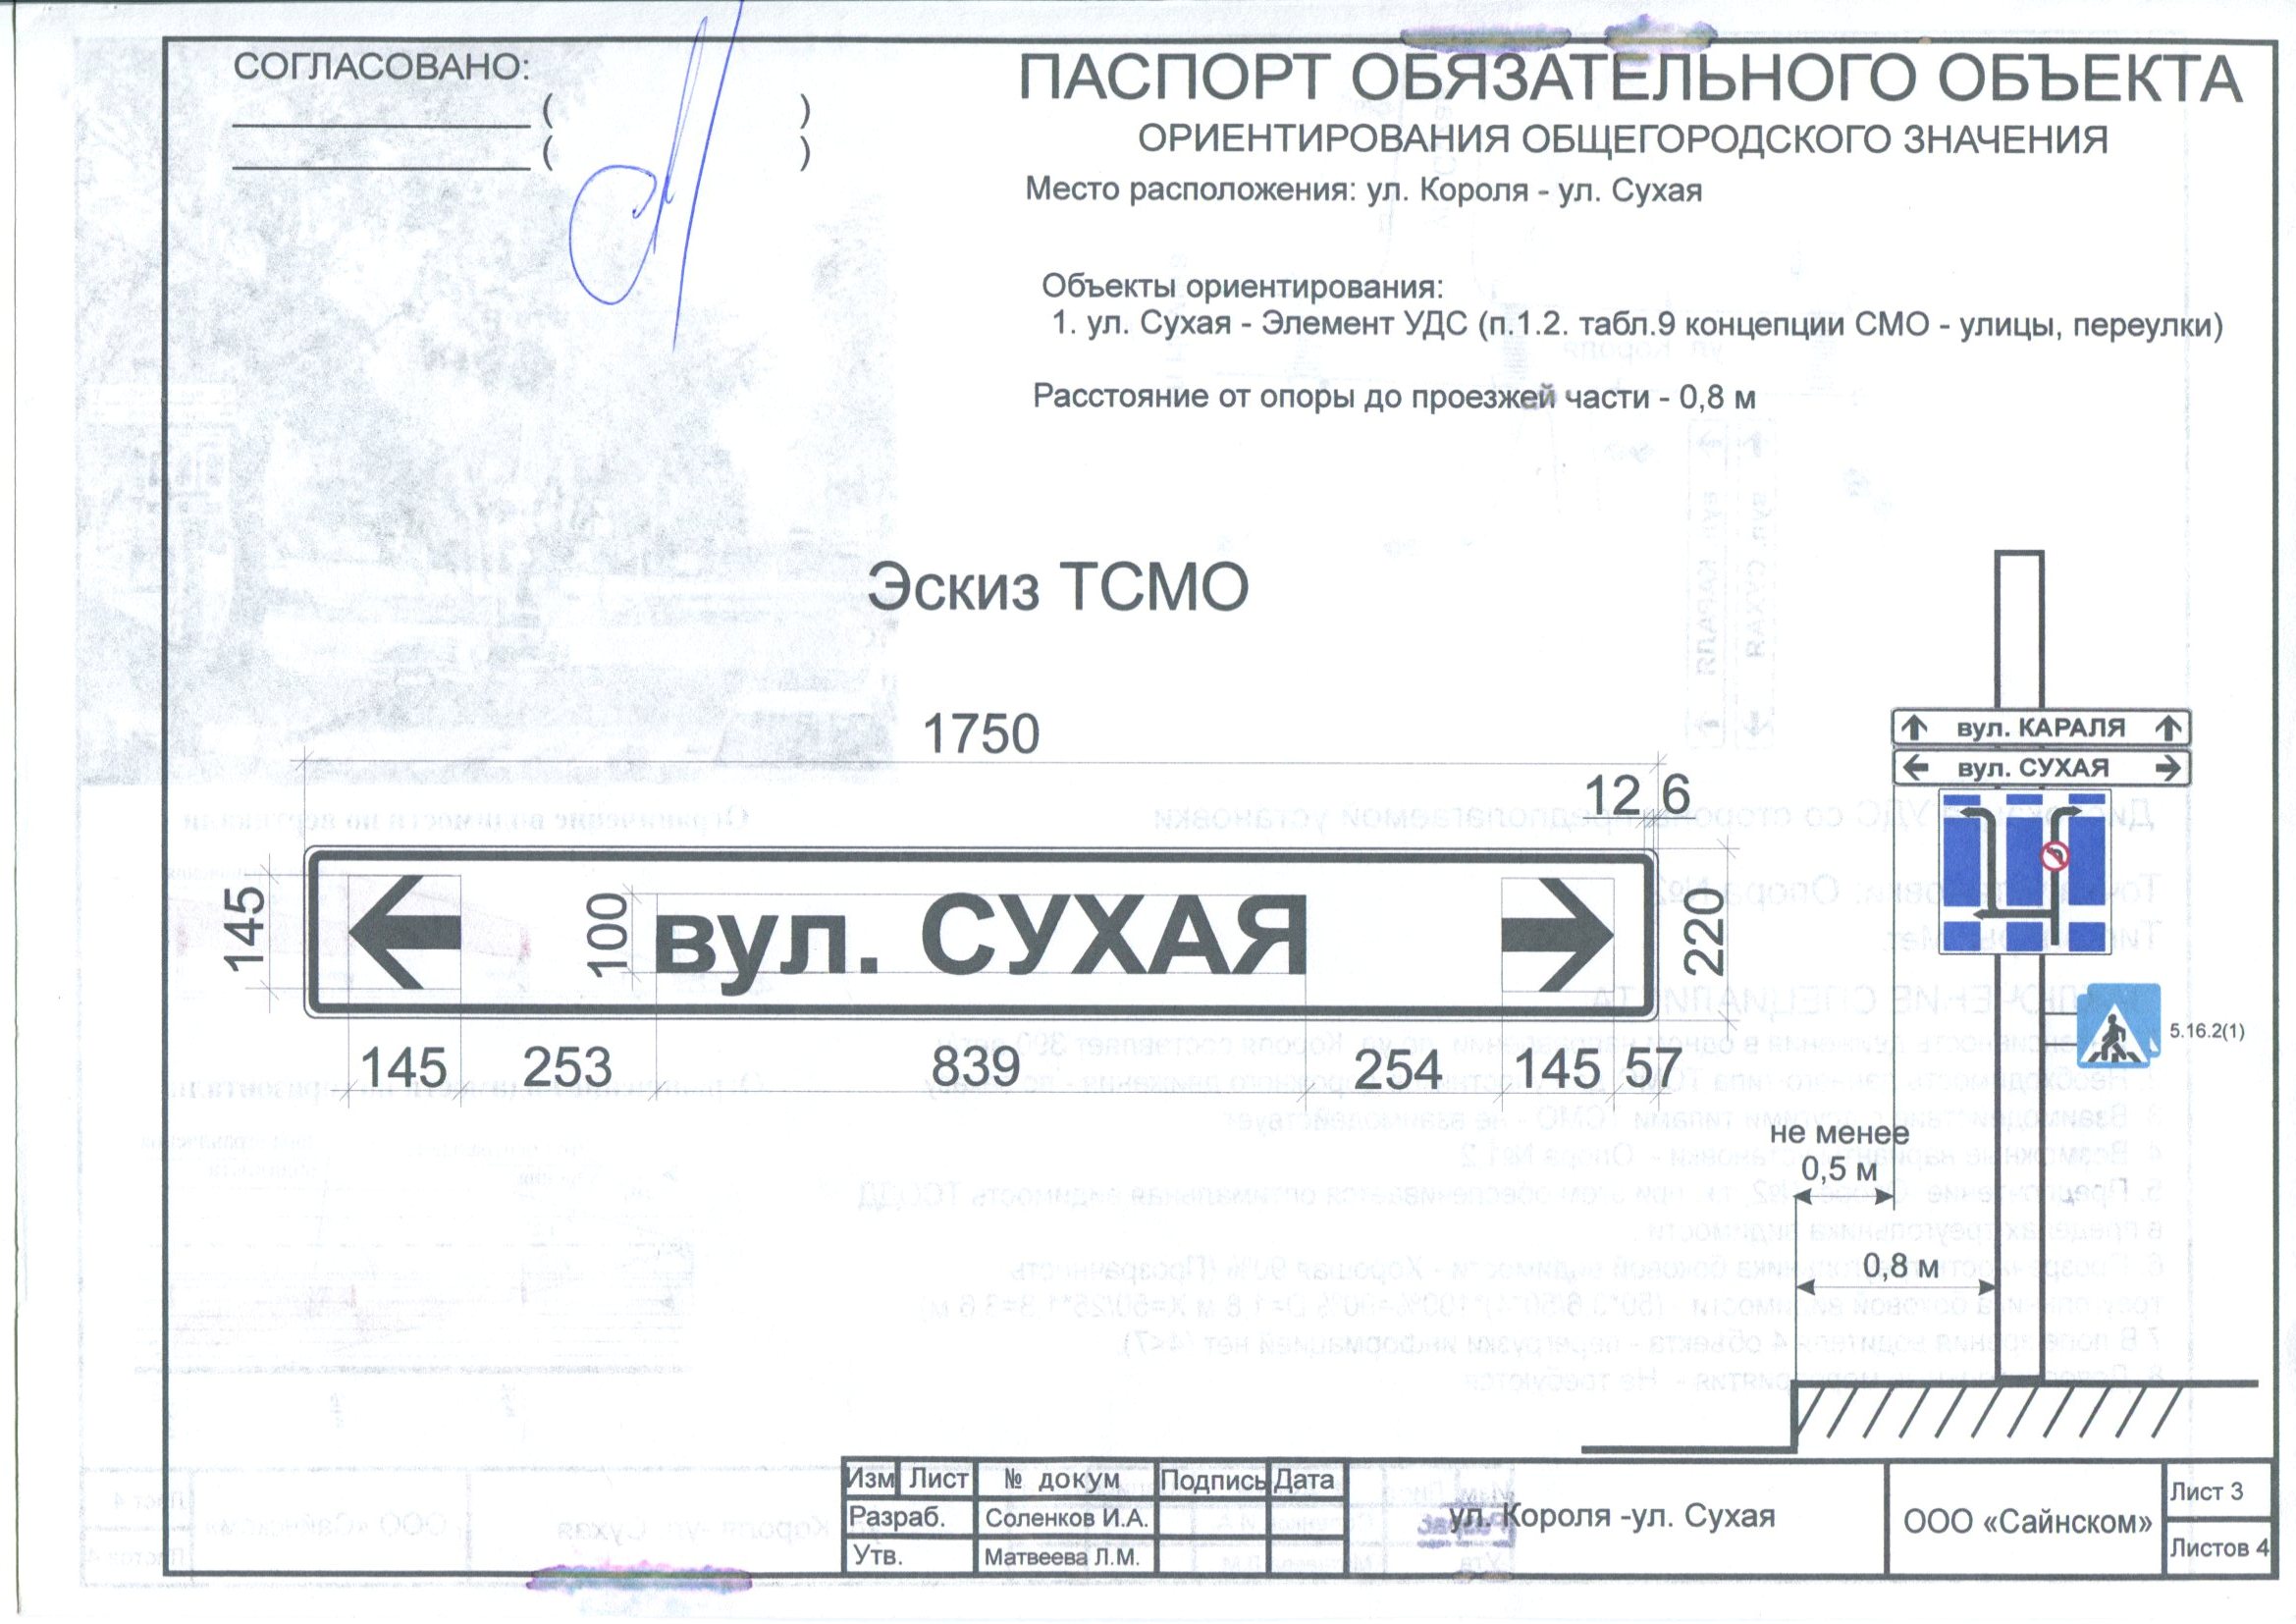 СОГЛАСОВАНО:
( )
( )
ПАСПОРТ ОБЯЗАТЕЛЬНОГО ОБЪЕКТА
ОРИЕНТИРОВАНИЯ ОБЩЕГОРОДСКОГО ЗНАЧЕНИЯ
Место расположения: ул. Короля - ул. Сухая
Объекты ориентирования:
1. ул. Сухая - Элемент УДС (п.1.2. табл.9 концепции СМО - улицы, переулки)
Расстояние от опоры до проезжей части - 0,8 м
Эскиз ТСМО
1750
12 6
145
100
вул. СУХАЯ
220
145 253 839 254 145 57
вул. КАРАЛЯ
вул. СУХАЯ
5.16.2(1)
не менее
0,5 м
0,8 м
Изм Лист № докум Подпись Дата
Разраб. Соленков И.А.
Утв. Матвеева Л.М.
ул. Короля -ул. Сухая
ООО «Сайнском»
Лист 3
Листов 4